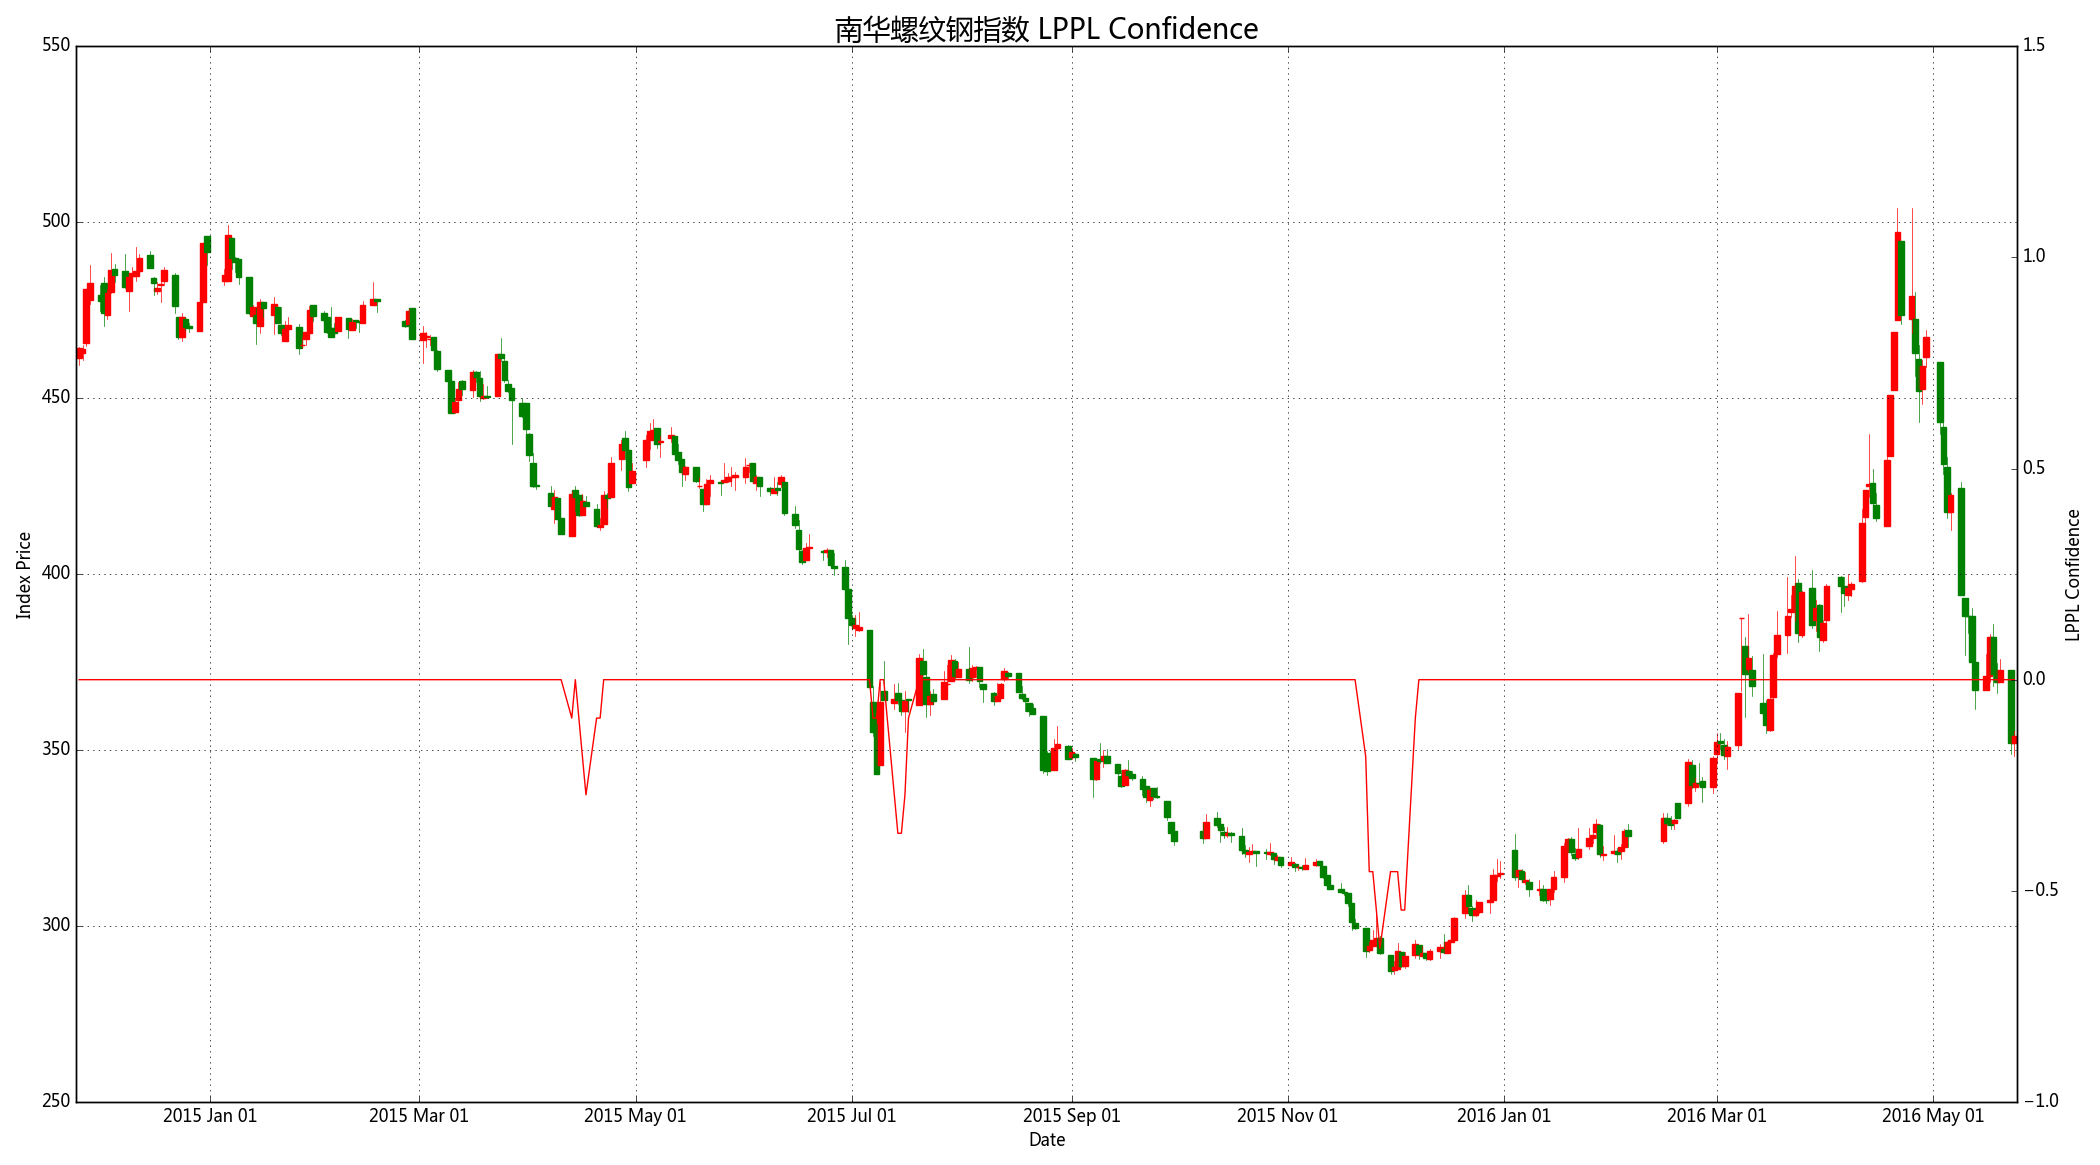 南华螺纹钢指数 LPPL Confidence
550
500
450
400
350
300
250
Index Price
1.5
1.0
0.5
0.0
−0.5
−1.0
LPPL Confidence
2015 Jan 01
2015 Mar 01
2015 May 01
2015 Jul 01
2015 Sep 01
2015 Nov 01
2016 Jan 01
2016 Mar 01
2016 May 01
Date